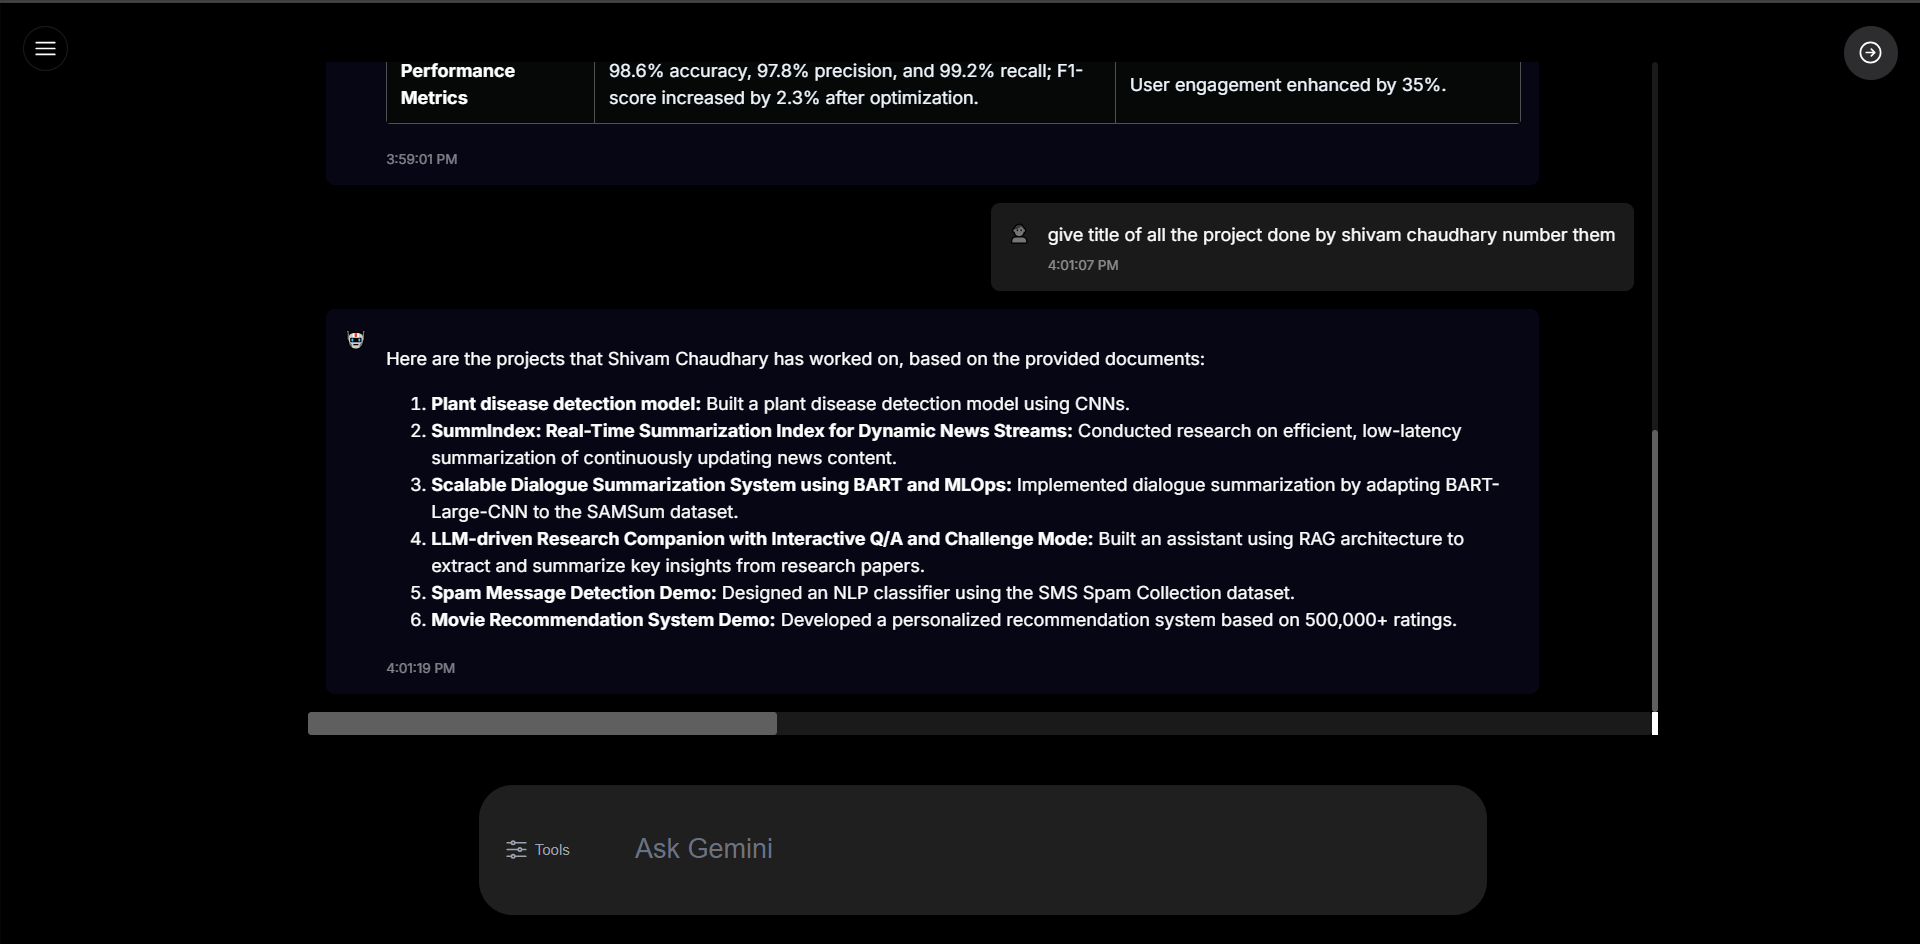 Performance
Metrics
98.6% accuracy, 97.8% precision, and 99.2% recall; F1-
score increased by 2.3% after optimization.
User engagement enhanced by 35%.
3:59:01 PM
give title of all the project done by shivam chaudhary number them
4:01:07 PM
Here are the projects that Shivam Chaudhary has worked on, based on the provided documents:
1. Plant disease detection model: Built a plant disease detection model using CNNs.
2. SummIndex: Real-Time Summarization Index for Dynamic News Streams: Conducted research on efficient, low-latency
summarization of continuously updating news content.
3. Scalable Dialogue Summarization System using BART and MLOps: Implemented dialogue summarization by adapting BART-
Large-CNN to the SAMSum dataset.
4. LLM-driven Research Companion with Interactive Q/A and Challenge Mode: Built an assistant using RAG architecture to
extract and summarize key insights from research papers.
5. Spam Message Detection Demo: Designed an NLP classifier using the SMS Spam Collection dataset.
6. Movie Recommendation System Demo: Developed a personalized recommendation system based on 500,000+ ratings.
4:01:19 PM
Tools
Ask Gemini